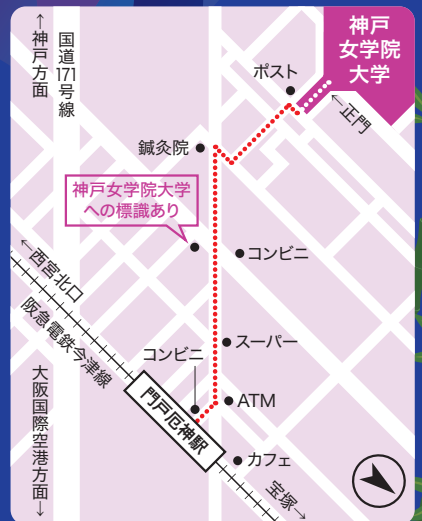 神戸
女学院
大学
↑神戸方面
国道171号線
ポスト
←正門
鍼灸院
神戸女学院大学
への標識あり
コンビニ
←西宮北口
阪急電鉄今津線
スーパー
コンビニ
ATM
門戸厄神駅
カフェ
宝塚→
大阪国際空港方面→